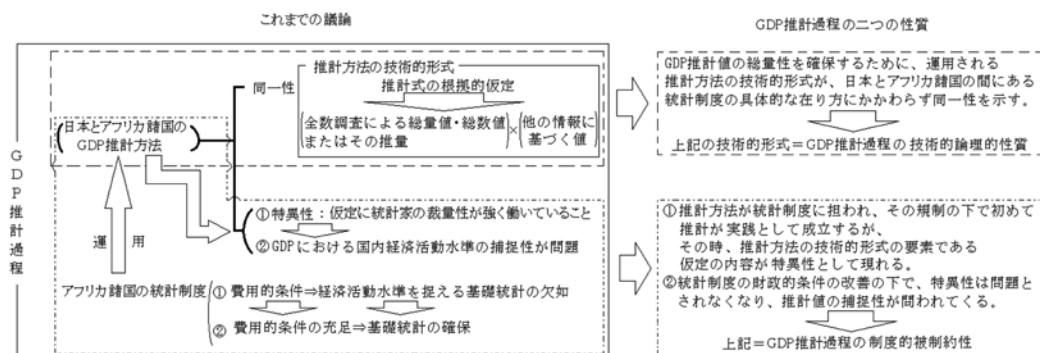 これまでの議論
GDP推計過程の二つの性質
推計方法の技術的形式
推計式の根拠的仮定
同一性
全数調査による総量値・総数値
またはその推量
×
他の情報に
基づく値
日本とアフリカ諸国の
GDP推計方法
GDP推計過程
運用
①特異性：仮定に統計家の裁量性が強く働いていること
②GDPにおける国内経済活動水準の捕捉性が問題
アフリカ諸国の統計制度
① 費用的条件⇒経済活動水準を捉える基礎統計の欠如
② 費用的条件の充足⇒基礎統計の確保
GDP推計値の総量性を確保するために、運用される
推計方法の技術的形式が、日本とアフリカ諸国の間にある
統計制度の具体的な在り方にかかわらず同一性を示す。
上記の技術的形式＝GDP推計過程の技術的論理的性質
①推計方法が統計制度に担われ、その規制の下で初めて
推計が実践として成立するが、
その時、推計方法の技術的形式の要素である
仮定の内容が特異性として現れる。
②統計制度の財政的条件の改善の下で、特異性は問題と
されなくなり、推計値の捕捉性が問われてくる。
上記＝GDP推計過程の制度的被制約性